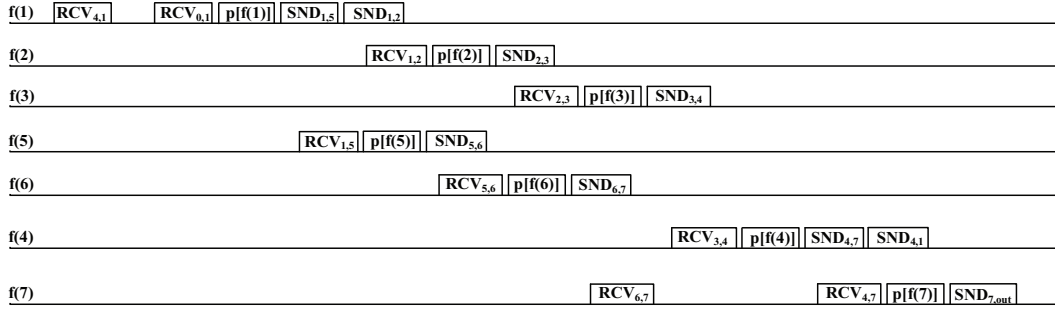 f(1) RCV4,1 RCV0,1 p[f(1)] SND1,5 SND1,2
f(2) RCV1,2 p[f(2)] SND2,3
f(3) RCV2,3 p[f(3)] SND3,4
f(5) RCV1,5 p[f(5)] SND5,6
f(6) RCV5,6 p[f(6)] SND6,7
f(4) RCV3,4 p[f(4)] SND4,7 SND4,1
f(7) RCV6,7 RCV4,7 p[f(7)] SND7,out